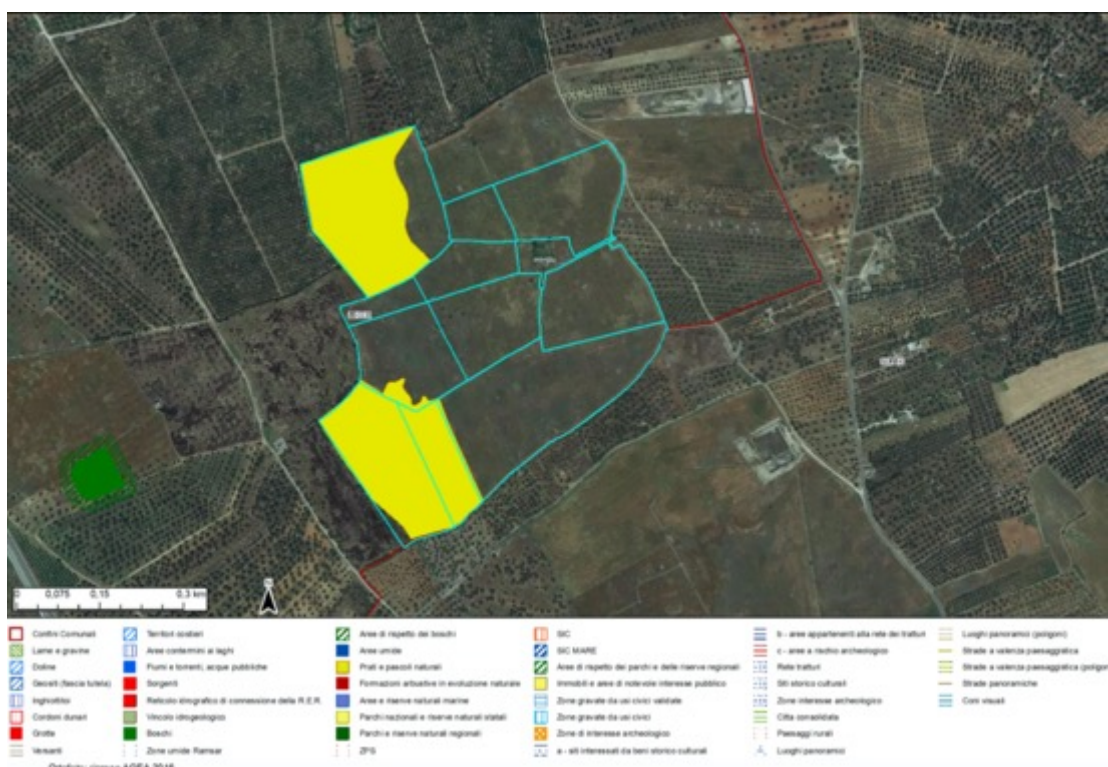 0 0,075 0,15 0,3 km
N
Confini Comunali
Lame e gravine
Doline
Geositi (fascia tutela)
Inghiottitoi
Cordoni dunari
Grotte
Versanti
Territori costieri
Aree contermini ai laghi
Fiumi e torrenti, acque pubbliche
Sorgenti
Reticolo idrografico di connessione della R.E.R.
Vincolo idrogeologico
Boschi
Zone umide Ramsar
Aree di rispetto dei boschi
Aree umide
Prati e pascoli naturali
Formazioni arbustive in evoluzione naturale
Aree e riserve naturali marine
Parchi nazionali e riserve naturali statali
Parchi e riserve naturali regionali
ZPS
SIC
SIC MARE
Aree di rispetto dei parchi e delle riserve regionali
Immobili e aree di notevole interesse pubblico
Zone gravate da usi civici validate
Zone gravate da usi civici
Zone di interesse archeologico
a - siti interessati da beni storico culturali
b - aree appartenenti alla rete dei tratturi
c - aree a rischio archeologico
Rete tratturi
Siti storico culturali
Zone interesse archeologico
Città consolidata
Paesaggi rurali
Luoghi panoramici
Luoghi panoramici (poligoni)
Strade a valenza paesaggistica
Strade a valenza paesaggistica (poligoni
Strade panoramiche
Coni visuali